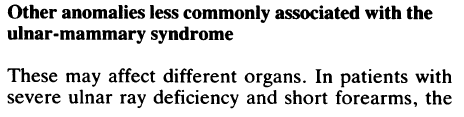 Other anomalies less commonly associated with the
ulnar-mammary syndrome
These may affect different organs. In patients with
severe ulnar ray deficiency and short forearms, the